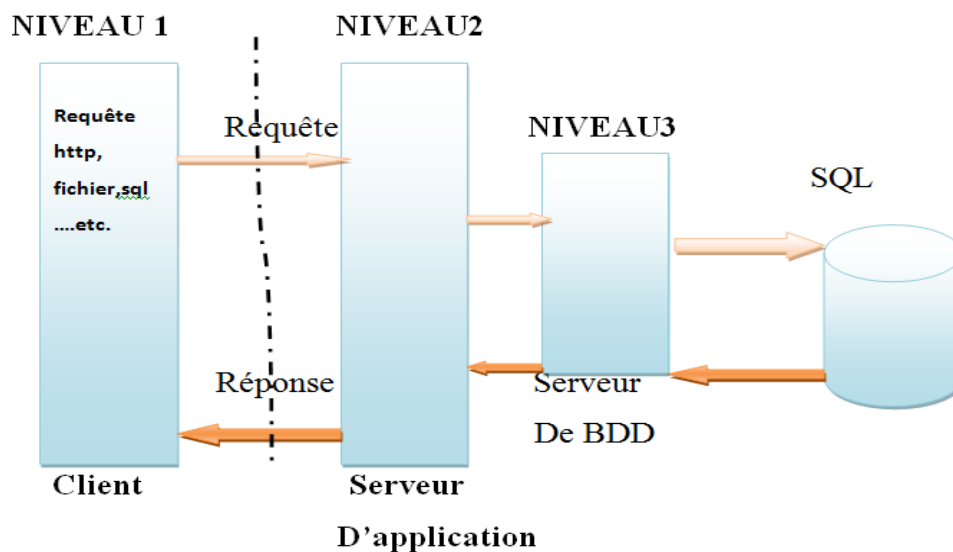 NIVEAU 1
NIVEAU2
Requête
http,
fichier,sql
....etc.
Requête
NIVEAU3
SQL
Réponse
Serveur
De BDD
Client
Serveur
D’application